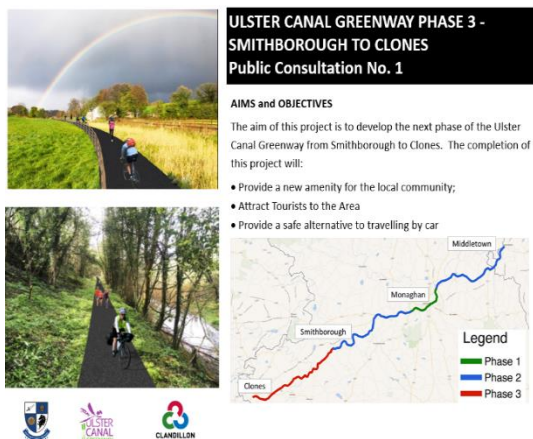 ULSTER CANAL GREENWAY PHASE 3 -
SMITHBOROUGH TO CLONES
Public Consultation No. 1
AIMS and OBJECTIVES
The aim of this project is to develop the next phase of the Ulster
Canal Greenway from Smithborough to Clones. The completion of
this project will:
• Provide a new amenity for the local community;
• Attract Tourists to the Area
• Provide a safe alternative to travelling by car
Middletown
Monaghan
Smithborough
Clones
Legend
Phase 1
Phase 2
Phase 3
ULSTER
CANAL
CLANDILLON